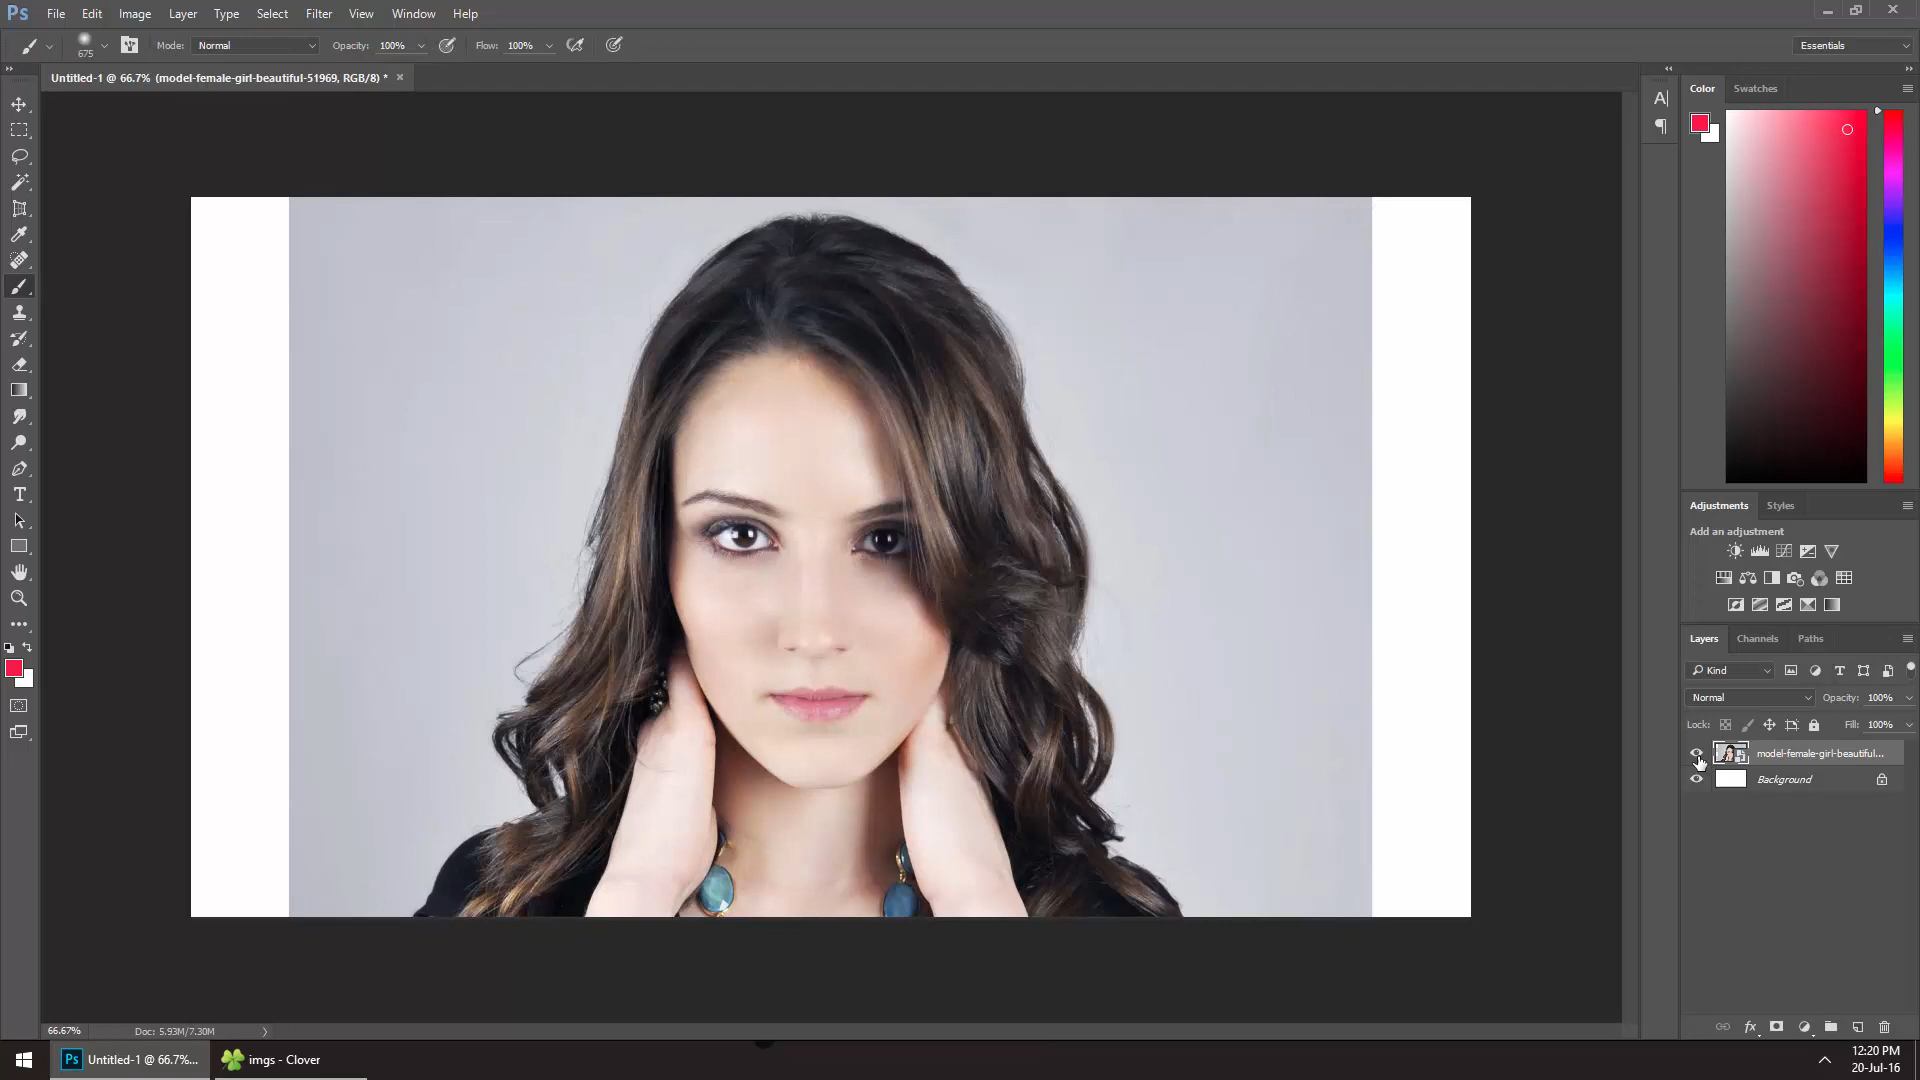 Ps File Edit Image Layer Type Select Filter View Window Help
675 Mode: Normal Opacity: 100% Flow: 100% Essentials
Untitled-1 @ 66.7% (model-female-girl-beautiful-51969, RGB/8) * ×
Color Swatches
Adjustments Styles
Add an adjustment
Layers Channels Paths
Kind
Normal Opacity: 100%
Lock: Fill: 100%
model-female-girl-beautiful...
Background
66.67% Doc: 5.93M/7.30M
Ps Untitled-1 @ 66.7%... imgs - Clover
12:20 PM
20-Jul-16